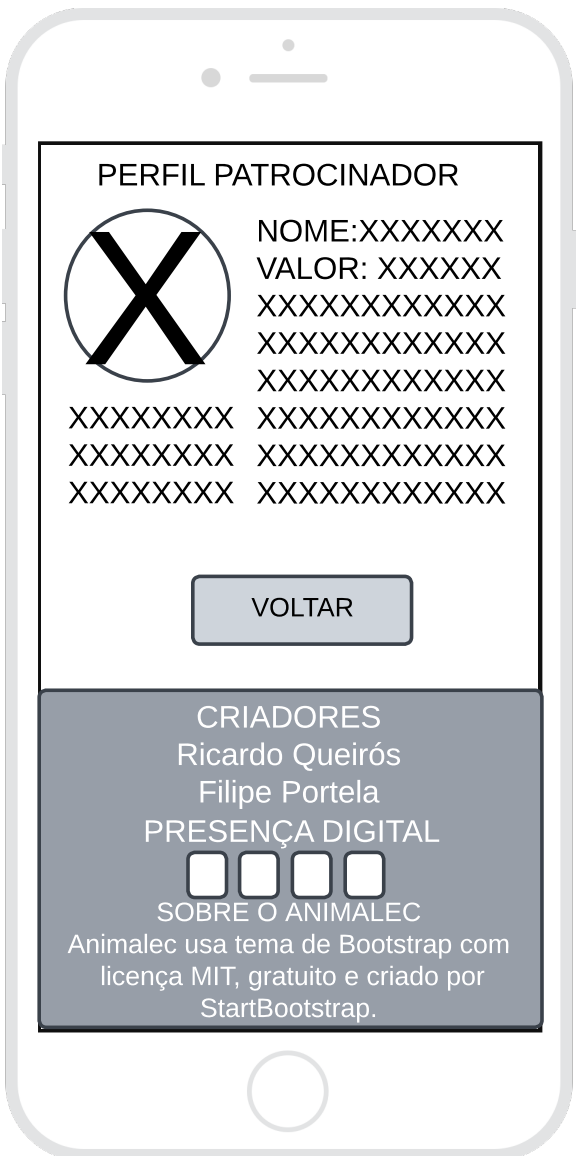 PERFIL PATROCINADOR
X
NOME:XXXXXXX
VALOR: XXXXXX
XXXXXXXXXXXX
XXXXXXXXXXXX
XXXXXXXXXXXX
XXXXXXXXXXXX
XXXXXXXXXXXX
XXXXXXXXXXXX
XXXXXXXX
XXXXXXXX
XXXXXXXX
VOLTAR
CRIADORES
Ricardo Queirós
Filipe Portela
PRESENÇA DIGITAL
SOBRE O ANIMALEC
Animalec usa tema de Bootstrap com
licença MIT, gratuito e criado por
StartBootstrap.